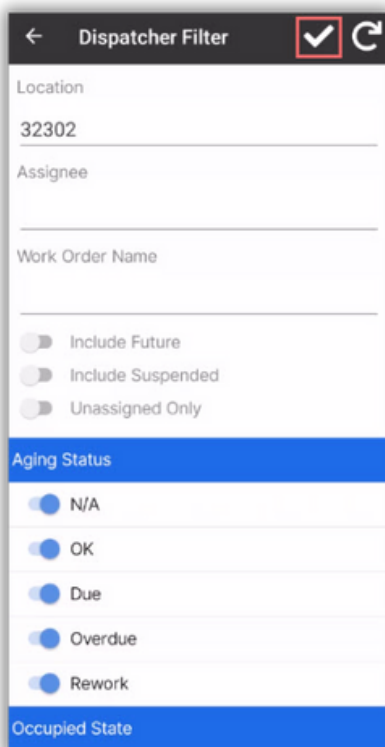 Dispatcher Filter
Location
32302
Assignee
Work Order Name
Include Future
Include Suspended
Unassigned Only
Aging Status
N/A
OK
Due
Overdue
Rework
Occupied State